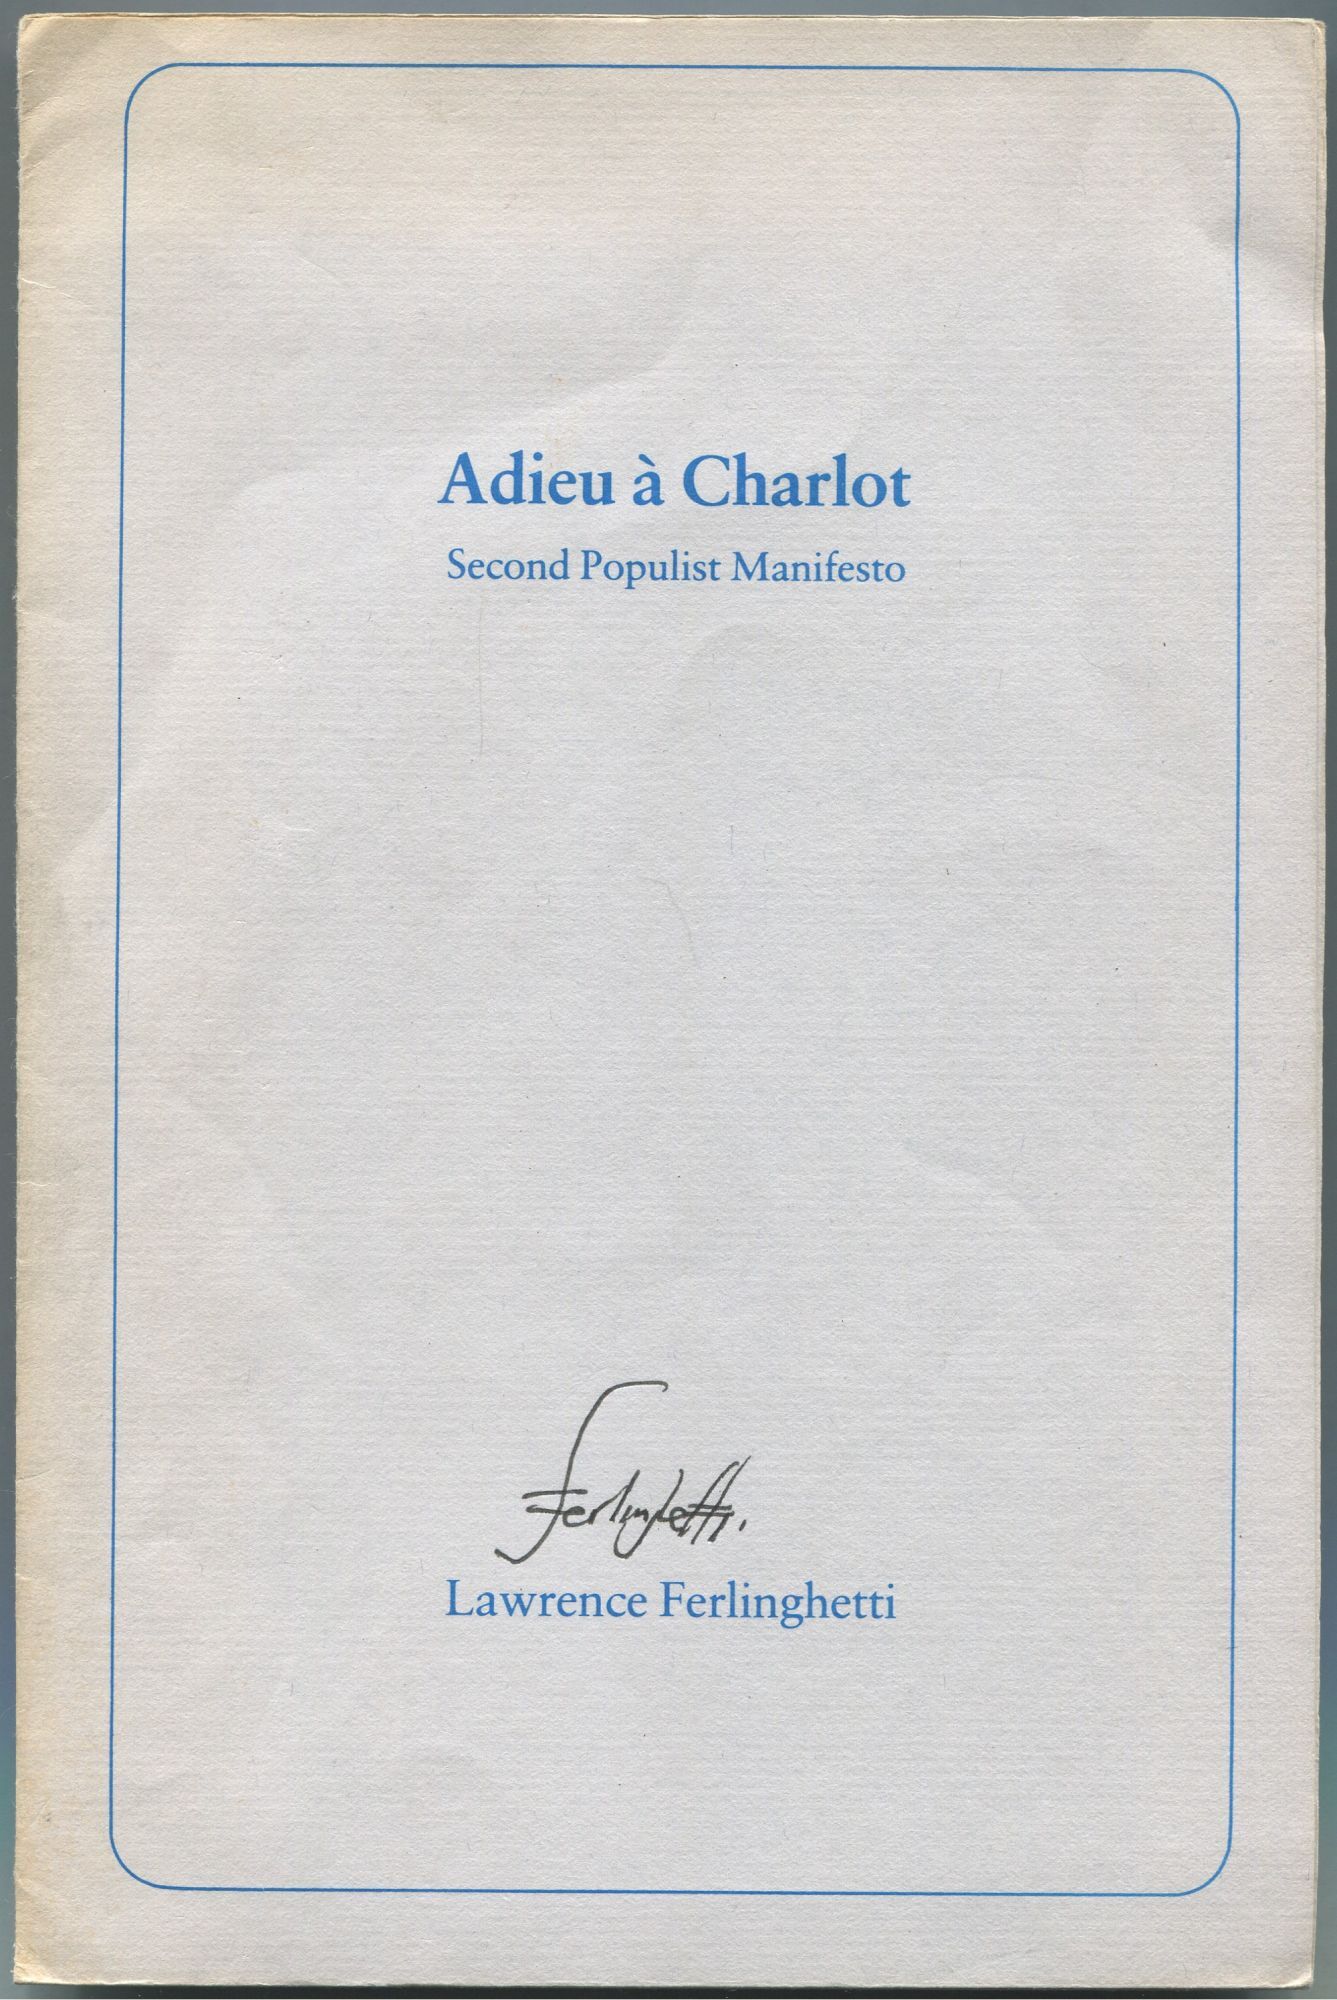 Adieu à Charlot
Second Populist Manifesto
Ferlinghetti.
Lawrence Ferlinghetti